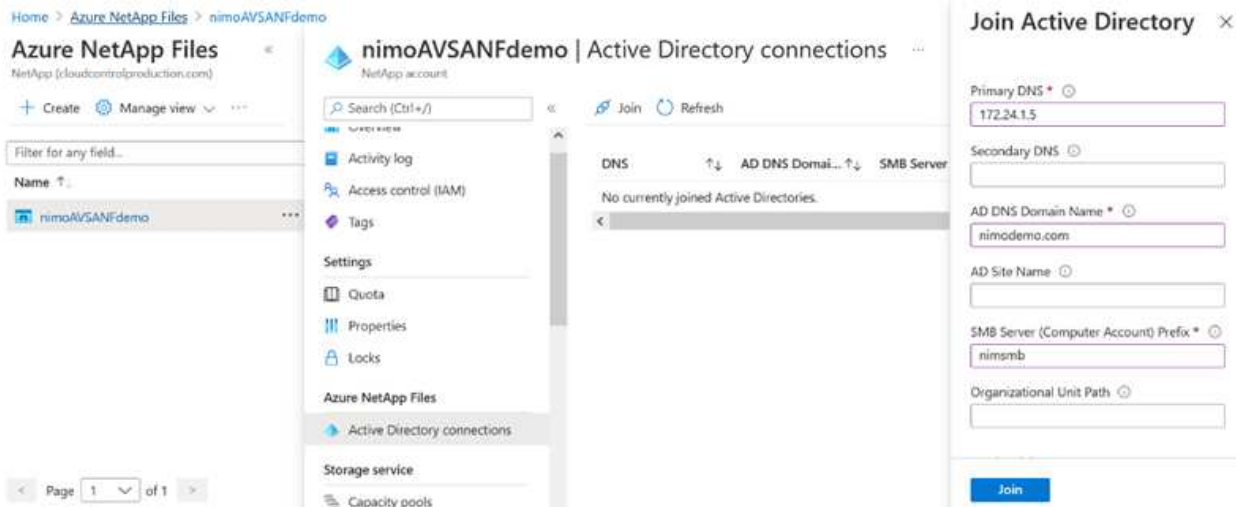 Home > Azure NetApp Files > nimoAVSANFdemo
Azure NetApp Files «
NetApp (cloudcontrolproduction.com)
+ Create Manage view ···
Filter for any field...
Name ↑↓
nimoAVSANFdemo ···
< Page 1 of 1 >
nimoAVSANFdemo | Active Directory connections ···
NetApp account
Search (Ctrl+/) «
Overview
Activity log
Access control (IAM)
Tags
Settings
Quota
Properties
Locks
Azure NetApp Files
Active Directory connections
Storage service
Capacity pools
Join Refresh
DNS ↑↓ AD DNS Domai... ↑↓ SMB Server
No currently joined Active Directories.
Join Active Directory ×
Primary DNS *
172.24.1.5
Secondary DNS
AD DNS Domain Name *
nimodemo.com
AD Site Name
SMB Server (Computer Account) Prefix *
nimsmb
Organizational Unit Path
Join